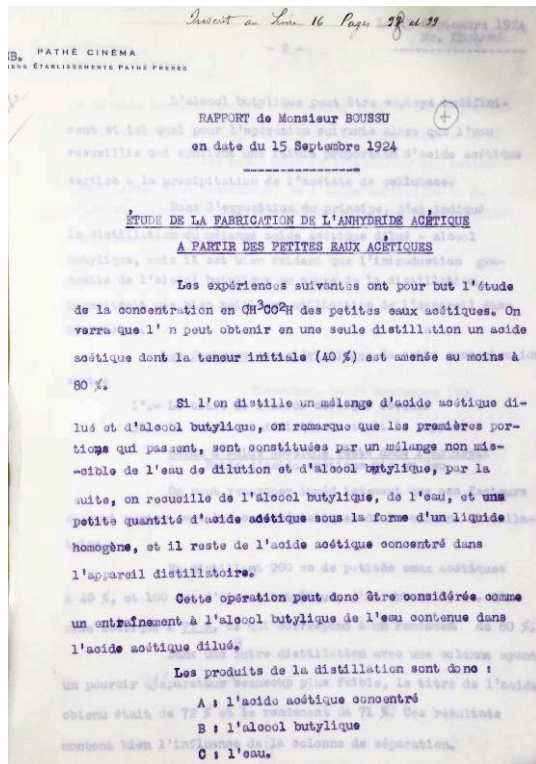 Inscrit au Livre 16 Pages 98 et 99
PATHÉ CINÉMA
ÉTABLISSEMENTS PATHÉ FRÈRES
RAPPORT de Monsieur BOUSSU
en date du 15 Septembre 1924
ÉTUDE DE LA FABRICATION DE L'ANHYDRIDE ACÉTIQUE
A PARTIR DES PETITES EAUX ACÉTIQUES
Les expériences suivantes ont pour but l'étude
de la concentration en CH³CO²H des petites eaux acétiques. On
verra que l' n peut obtenir en une seule distillation un acide
acétique dont la teneur initiale (40 %) est amenée au moins à
80 %.
Si l'on distille un mélange d'acide acétique di-
lué et d'alcool butylique, on remarque que les premières por-
tions qui passent, sont constituées par un mélange non mis-
-cible de l'eau de dilution et d'alcool butylique, par la
suite, on recueille de l'alcool butylique, de l'eau, et une
petite quantité d'acide acétique sous la forme d'un liquide
homogène, et il reste de l'acide acétique concentré dans
l'appareil distillatoire.
Cette opération peut donc être considérée comme
un entraînement à l'alcool butylique de l'eau contenue dans
l'acide acétique dilué.
Les produits de la distillation sont donc :
A : l'acide acétique concentré
B : l'alcool butylique
C : l'eau.